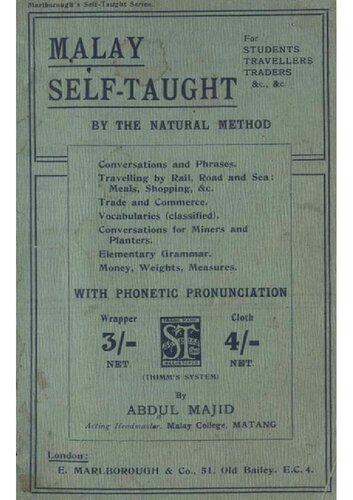 Marlborough's Self-Taught Series.
MALAY
SELF-TAUGHT
For
STUDENTS
TRAVELLERS
TRADERS
&c., &c.
BY THE NATURAL METHOD
Conversations and Phrases.
Travelling by Rail, Road and Sea:
Meals, Shopping, &c.
Trade and Commerce.
Vocabularies (classified).
Conversations for Miners and
Planters.
Elementary Grammar.
Money, Weights, Measures.
WITH PHONETIC PRONUNCIATION
Wrapper
3/-
NET
TRADE MARK
ST
REGISTERED
Cloth
4/-
NET
(THIMM'S SYSTEM)
By
ABDUL MAJID
Acting Headmaster, Malay College, MATANG
London:
E. MARLBOROUGH & Co., 51, Old Bailey, E.C. 4.